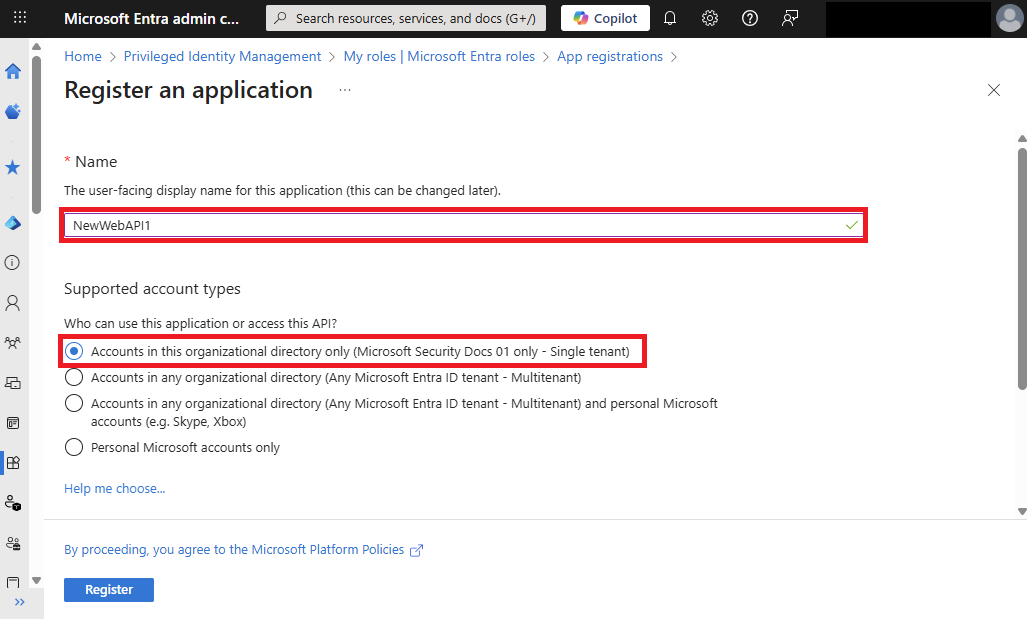 Microsoft Entra admin c...
Search resources, services, and docs (G+/)
Copilot
Home > Privileged Identity Management > My roles | Microsoft Entra roles > App registrations >
Register an application ...
* Name
The user-facing display name for this application (this can be changed later).
NewWebAPI1
Supported account types
Who can use this application or access this API?
Accounts in this organizational directory only (Microsoft Security Docs 01 only - Single tenant)
Accounts in any organizational directory (Any Microsoft Entra ID tenant - Multitenant)
Accounts in any organizational directory (Any Microsoft Entra ID tenant - Multitenant) and personal Microsoft
accounts (e.g. Skype, Xbox)
Personal Microsoft accounts only
Help me choose...
By proceeding, you agree to the Microsoft Platform Policies
Register